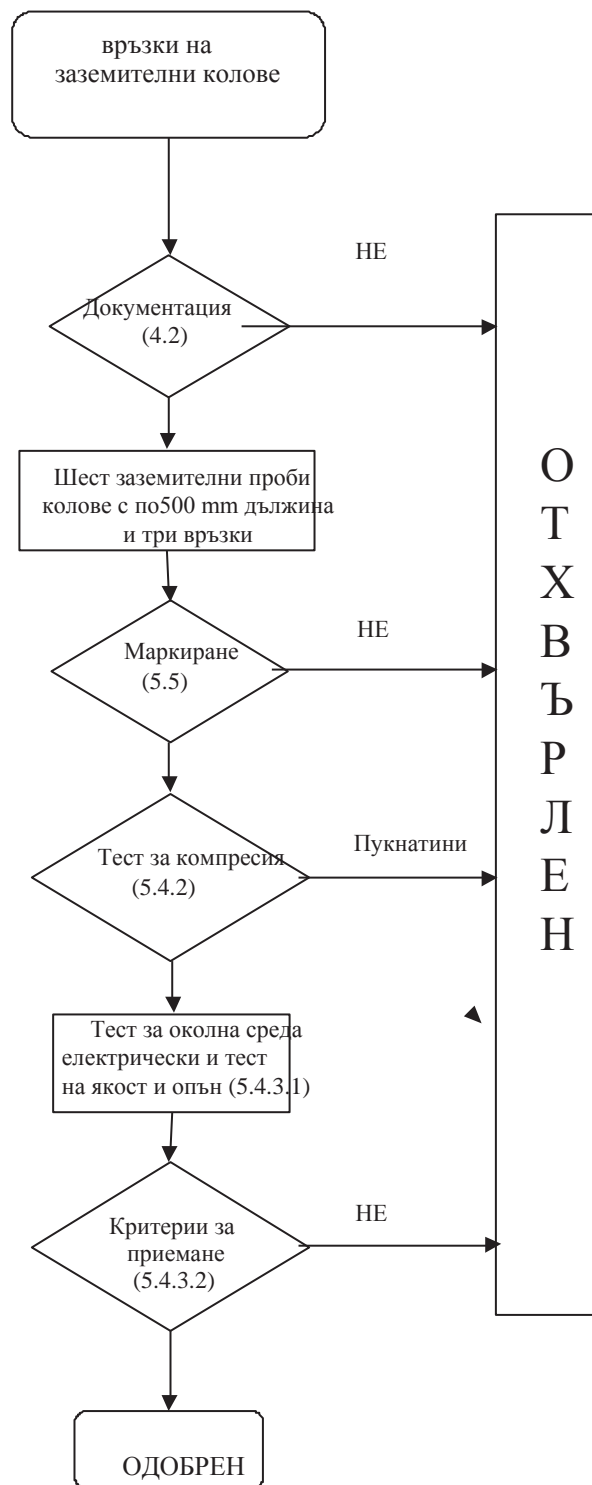 връзки на
заземителни колове
НЕ
Документация
(4.2)
Шест заземителни проби
колове с по500 mm дължина
и три връзки
НЕ
Маркиране
(5.5)
Пукнатини
Тест за компресия
(5.4.2)
Тест за околна среда
електрически и тест
на якост и опън (5.4.3.1)
НЕ
Критерии за
приемане
(5.4.3.2)
ОДОБРЕН
О
Т
Х
В
Ъ
Р
Л
Е
Н